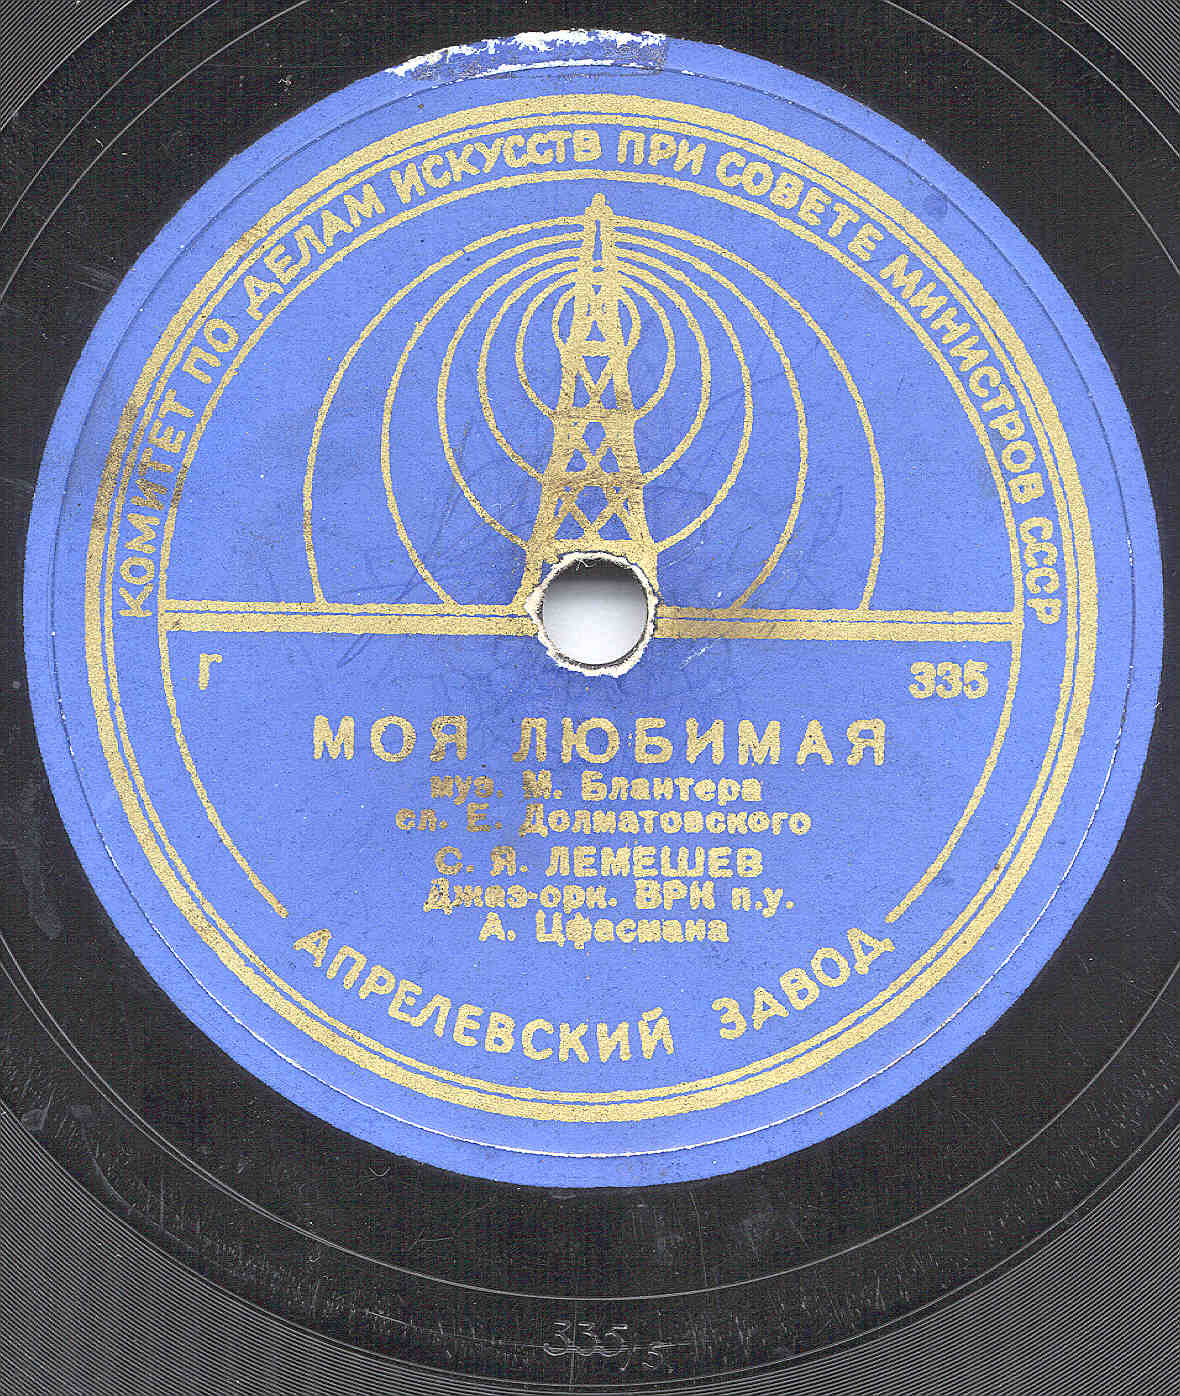 КОМИТЕТ ПО ДЕЛАМ ИСКУССТВ ПРИ СОВЕТЕ МИНИСТРОВ СССР
Г 335
МОЯ ЛЮБИМАЯ
муз. М. Блантера
сл. Е. Долматовского
С. Я. ЛЕМЕШЕВ
Джаз-орк. ВРК п.у.
А. Цфасмана
АПРЕЛЕВСКИЙ ЗАВОД
335,5